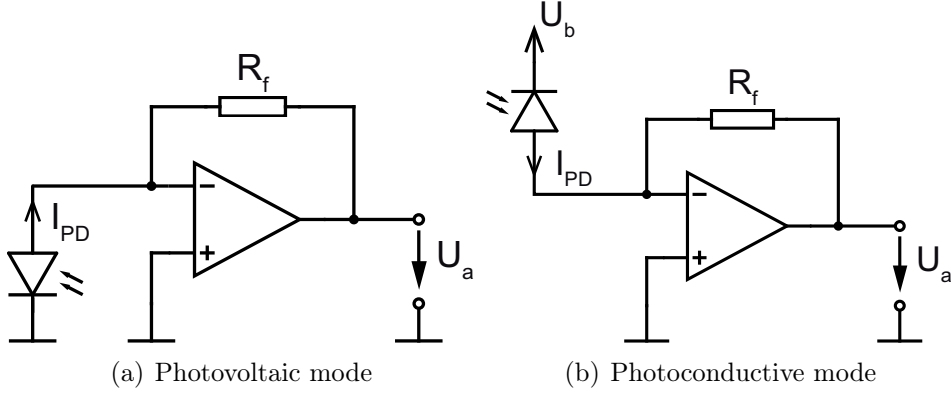 R_f
I_PD
−
+
U_a
(a) Photovoltaic mode
U_b
R_f
I_PD
−
+
U_a
(b) Photoconductive mode